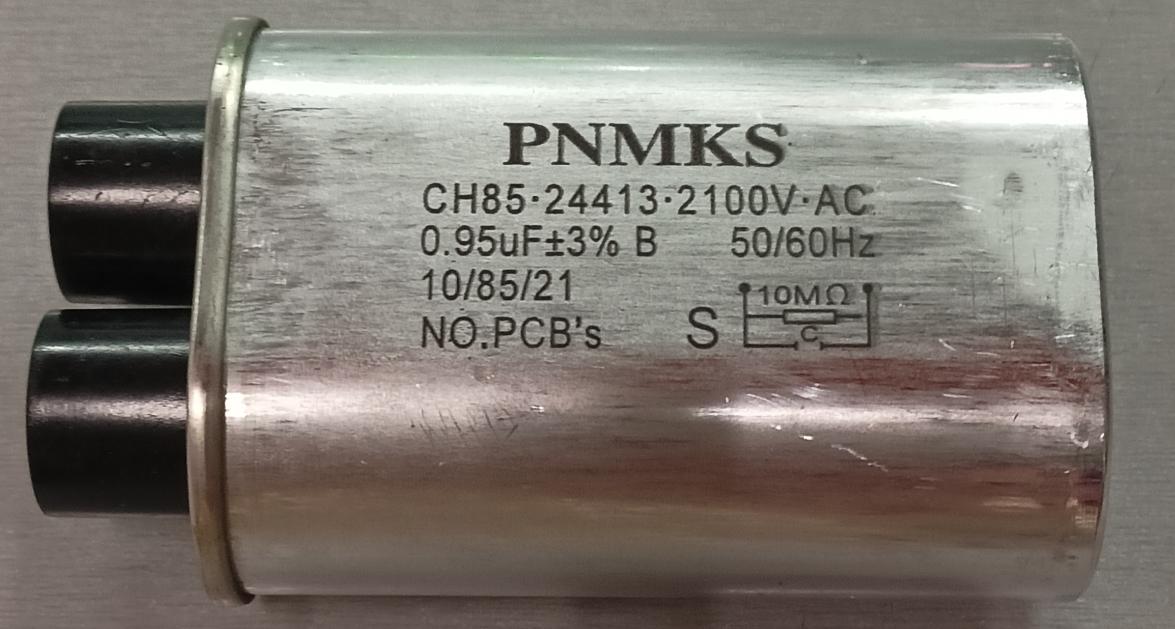 PNMKS
CH85·24413·2100V·AC
0.95uF±3% B 50/60Hz
10/85/21
10MΩ
NO.PCB's S
C